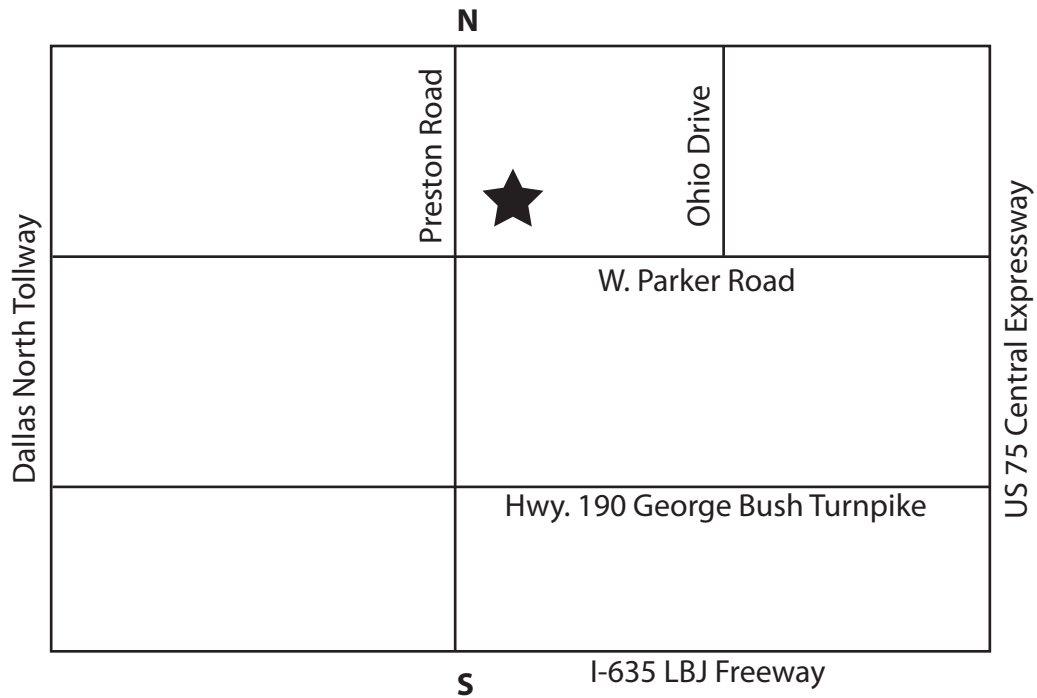 N
Preston Road
Ohio Drive
Dallas North Tollway
W. Parker Road
US 75 Central Expressway
Hwy. 190 George Bush Turnpike
I-635 LBJ Freeway
S